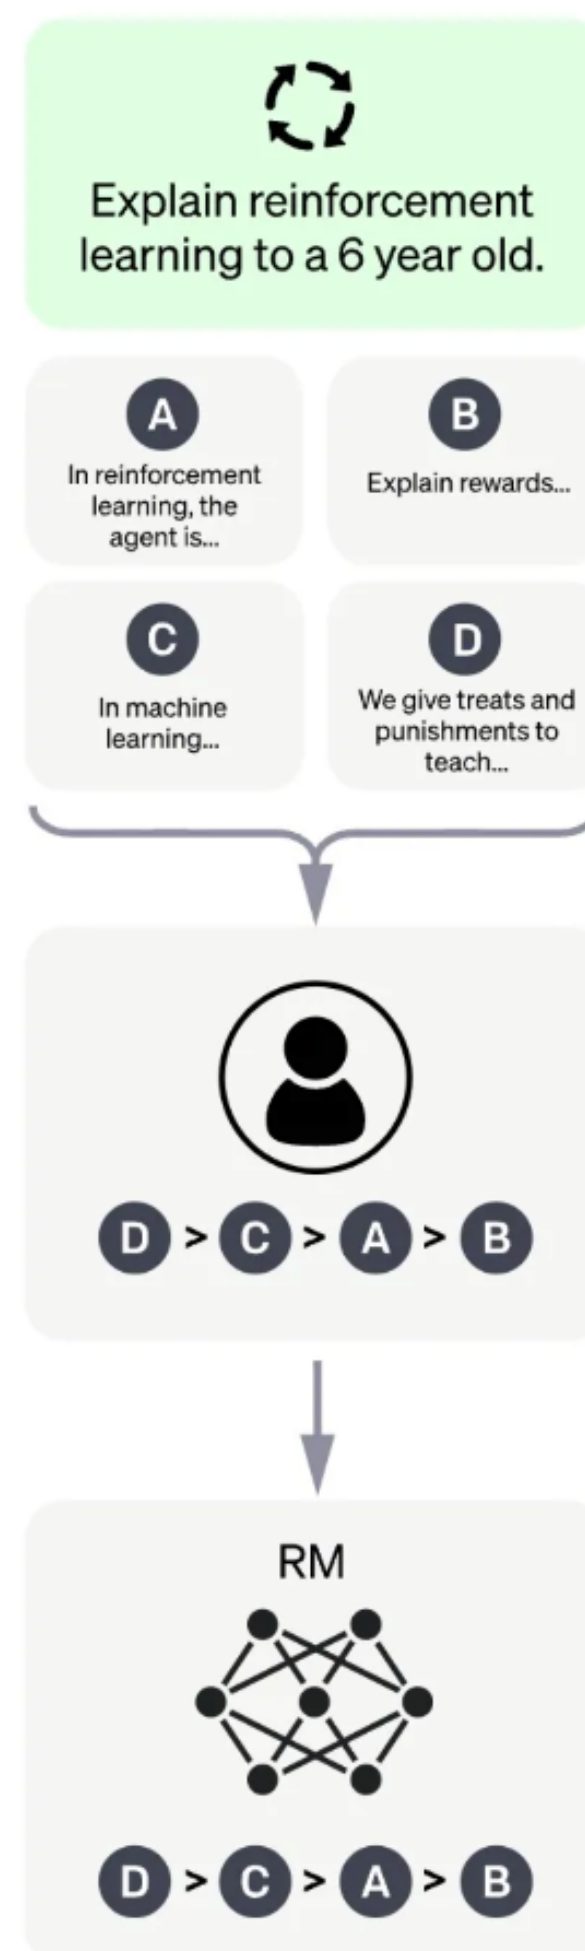 Explain reinforcement
learning to a 6 year old.
A
In reinforcement
learning, the
agent is...
B
Explain rewards...
C
In machine
learning...
D
We give treats and
punishments to
teach...
D > C > A > B
RM
D > C > A > B